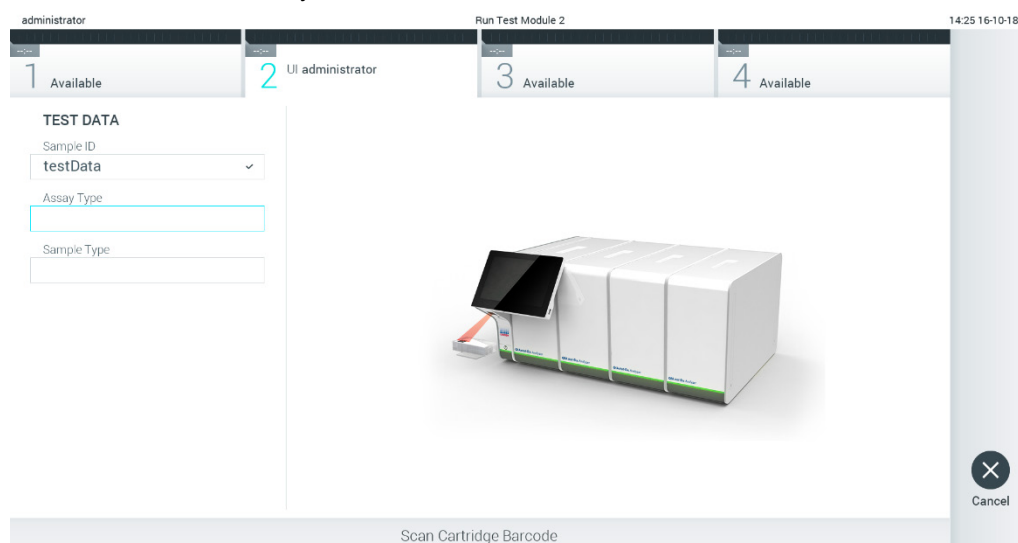 administrator
Run Test Module 2
14:25 16-10-18
--:--
--:--
--:--
--:--
1 Available
2 UI administrator
3 Available
4 Available
TEST DATA
Sample ID
testData
Assay Type
Sample Type
Cancel
Scan Cartridge Barcode